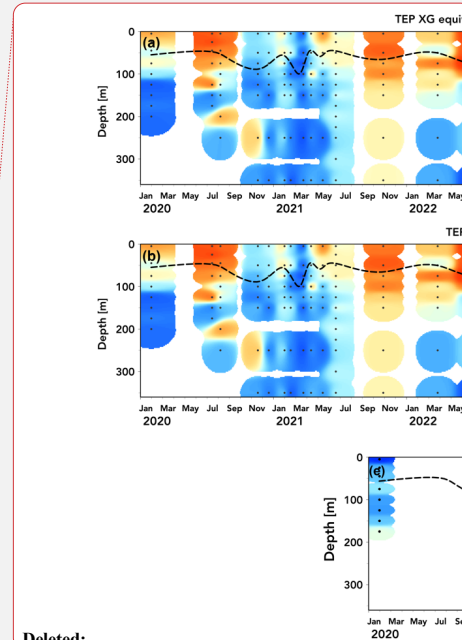 TEP XG equi
(a)
0
100
200
300
Depth [m]
Jan Mar May Jul Sep Nov Jan Mar May Jul Sep Nov Jan Mar May
2020 2021 2022
TEP
(b)
0
100
200
300
Depth [m]
Jan Mar May Jul Sep Nov Jan Mar May Jul Sep Nov Jan Mar May
2020 2021 2022
0
100
200
300
Depth [m]
Jan Mar May Jul
2020
Deleted: